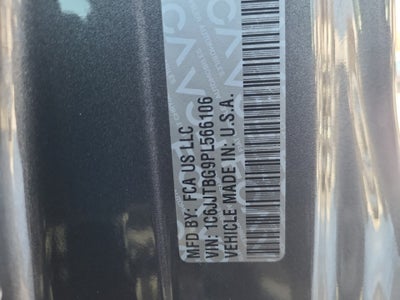 MFD BY: FCA US LLC
VIN: 1C6JJTBG9PL566106
VEHICLE MADE IN: U.S.A.